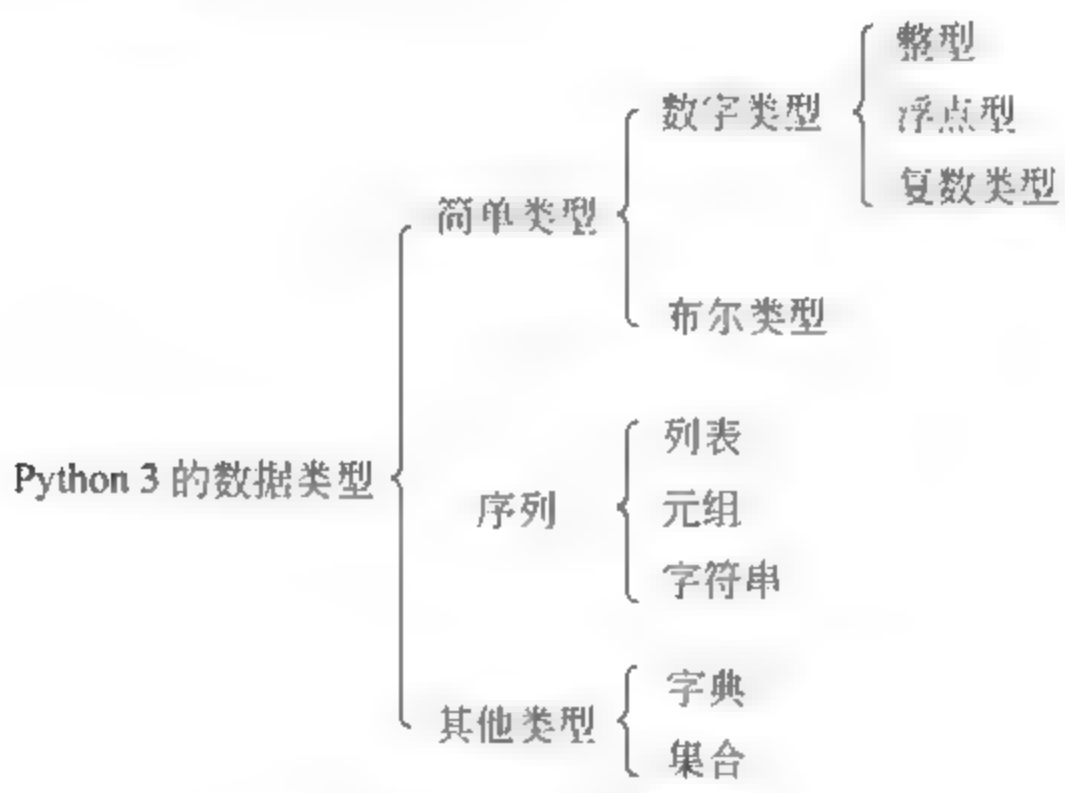 Python 3 的数据类型
简单类型
数字类型
整型
浮点型
复数类型
布尔类型
序列
列表
元组
字符串
其他类型
字典
集合